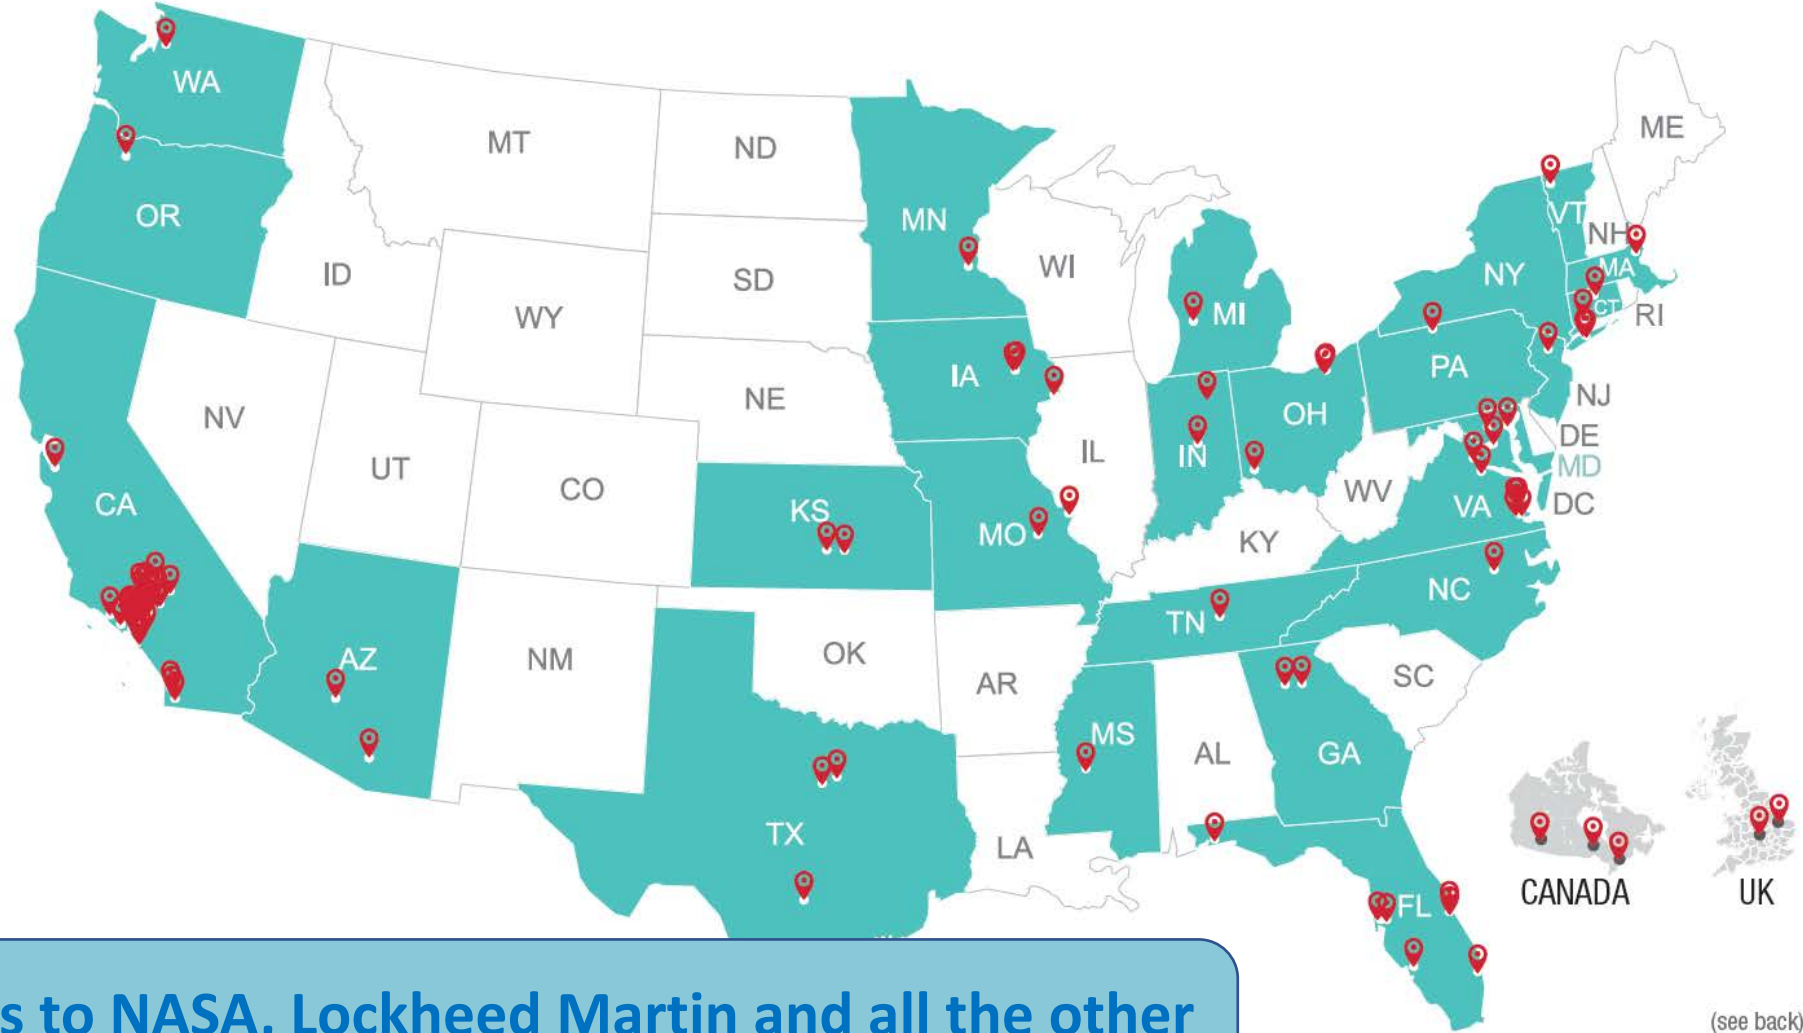 WA
MT
ND
ME
OR
MN
VT
NH
ID
SD
WI
NY
MA
WY
MI
CT
RI
IA
PA
NV
NE
NJ
OH
UT
CO
IL
IN
DE
MD
CA
KS
WV
VA
DC
MO
KY
NC
TN
AZ
NM
OK
AR
SC
MS
AL
GA
TX
LA
CANADA
UK
FL
s to NASA, Lockheed Martin and all the other
(see back)